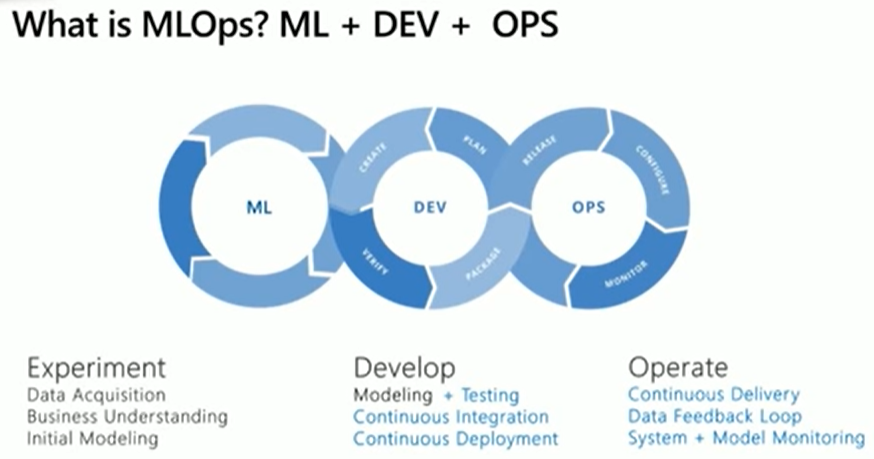 What is MLOps? ML + DEV + OPS
CREATE
PLAN
RELEASE
CONFIGURE
ML
DEV
OPS
VERIFY
PACKAGE
MONITOR
Experiment
Data Acquisition
Business Understanding
Initial Modeling
Develop
Modeling + Testing
Continuous Integration
Continuous Deployment
Operate
Continuous Delivery
Data Feedback Loop
System + Model Monitoring